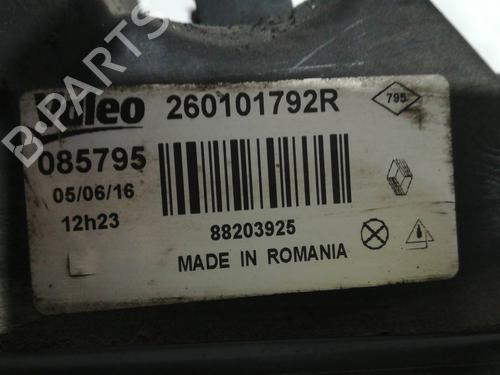 Valeo 260101792R
795
085795
05/06/16
12h23
88203925
MADE IN ROMANIA
B-PARTS